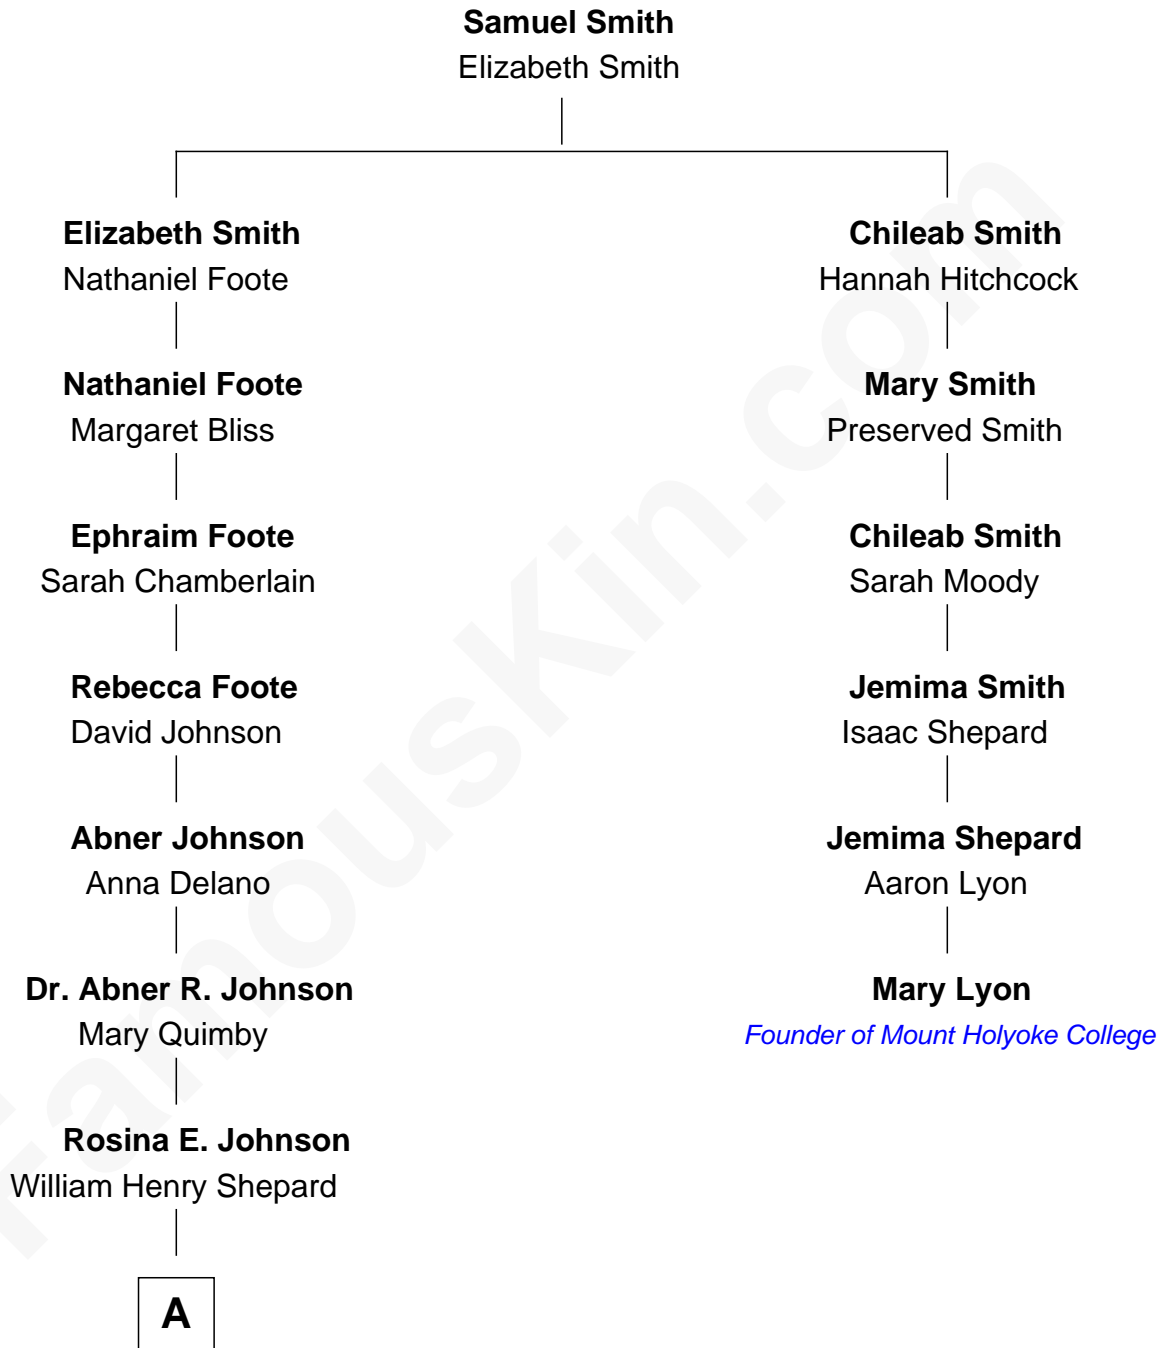 Samuel Smith
Elizabeth Smith
Elizabeth Smith
Nathaniel Foote
Nathaniel Foote
Margaret Bliss
Ephraim Foote
Sarah Chamberlain
Rebecca Foote
David Johnson
Abner Johnson
Anna Delano
Dr. Abner R. Johnson
Mary Quimby
Rosina E. Johnson
William Henry Shepard
A
Chileab Smith
Hannah Hitchcock
Mary Smith
Preserved Smith
Chileab Smith
Sarah Moody
Jemima Smith
Isaac Shepard
Jemima Shepard
Aaron Lyon
Mary Lyon
Founder of Mount Holyoke College
FamousKin.com